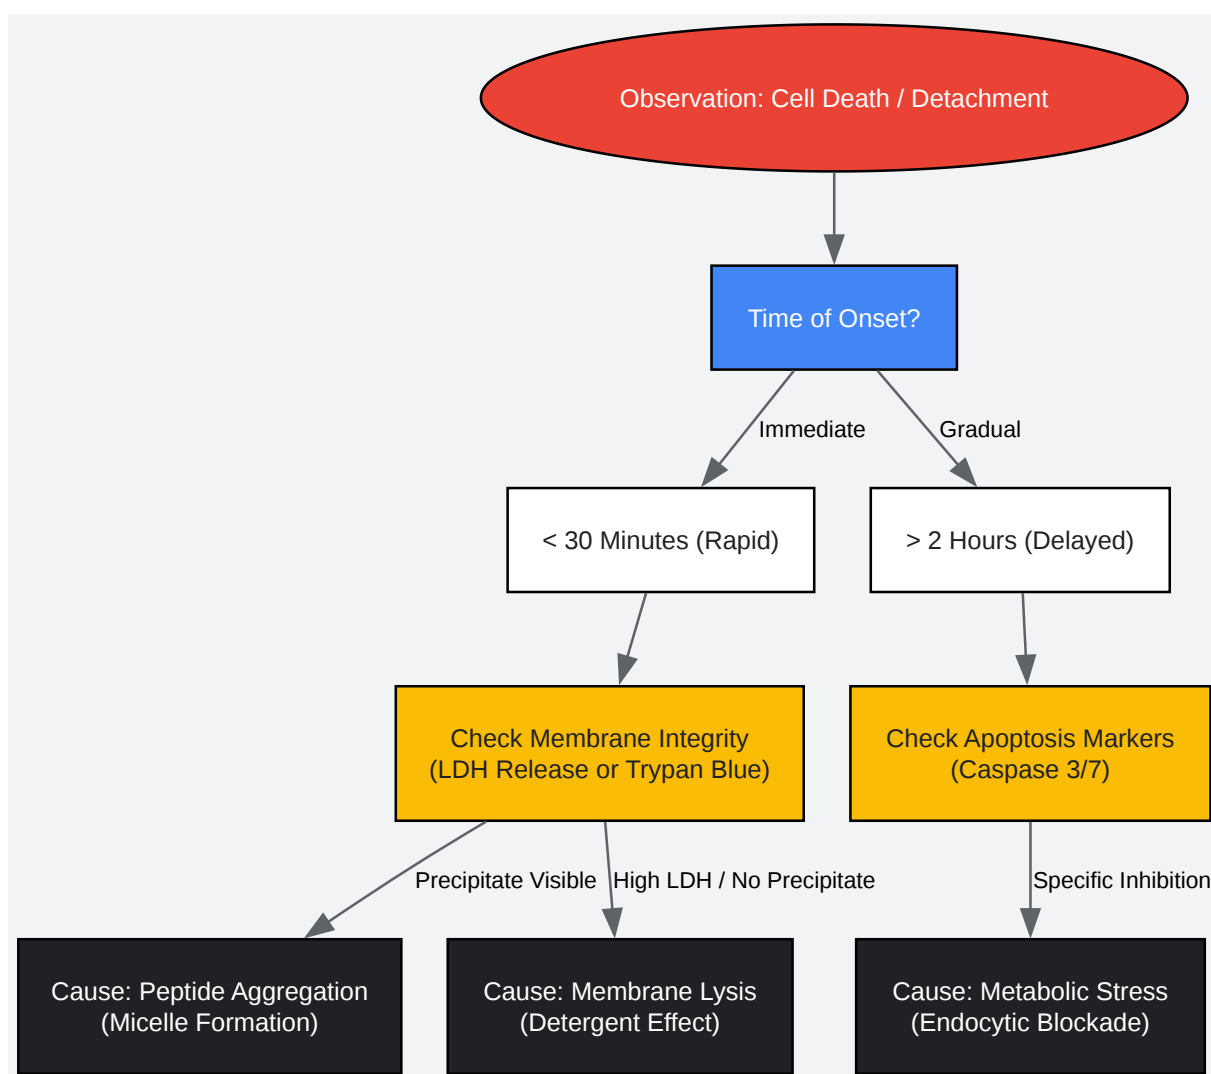 Observation: Cell Death / Detachment
Time of Onset?
Immediate
Gradual
< 30 Minutes (Rapid)
> 2 Hours (Delayed)
Check Membrane Integrity
(LDH Release or Trypan Blue)
Check Apoptosis Markers
(Caspase 3/7)
Precipitate Visible
High LDH / No Precipitate
Specific Inhibition
Cause: Peptide Aggregation
(Micelle Formation)
Cause: Membrane Lysis
(Detergent Effect)
Cause: Metabolic Stress
(Endocytic Blockade)